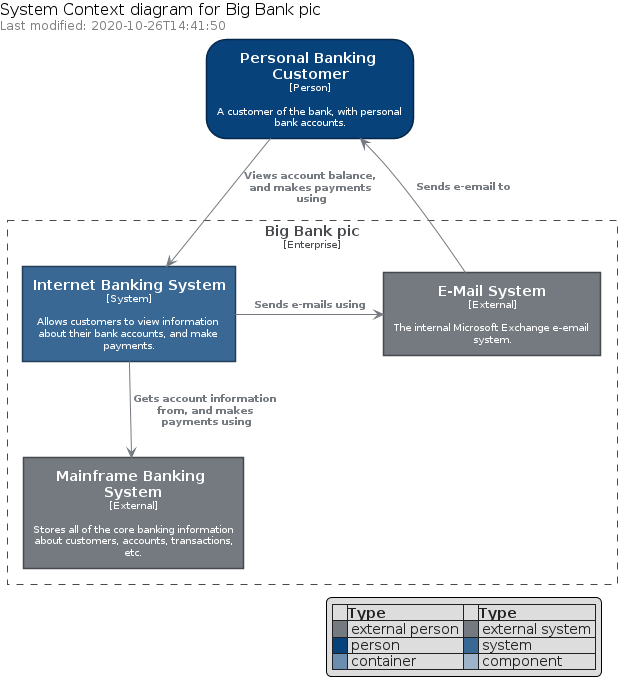 System Context diagram for Big Bank pic
Last modified: 2020-10-26T14:41:50
Personal Banking
Customer
[Person]
A customer of the bank, with personal
bank accounts.
Views account balance,
and makes payments
using
Sends e-email to
Big Bank pic
[Enterprise]
Internet Banking System
[System]
Allows customers to view information
about their bank accounts, and make
payments.
Sends e-mails using
E-Mail System
[External]
The internal Microsoft Exchange e-email
system.
Gets account information
from, and makes
payments using
Mainframe Banking
System
[External]
Stores all of the core banking information
about customers, accounts, transactions,
etc.
Type Type
external person external system
person system
container component